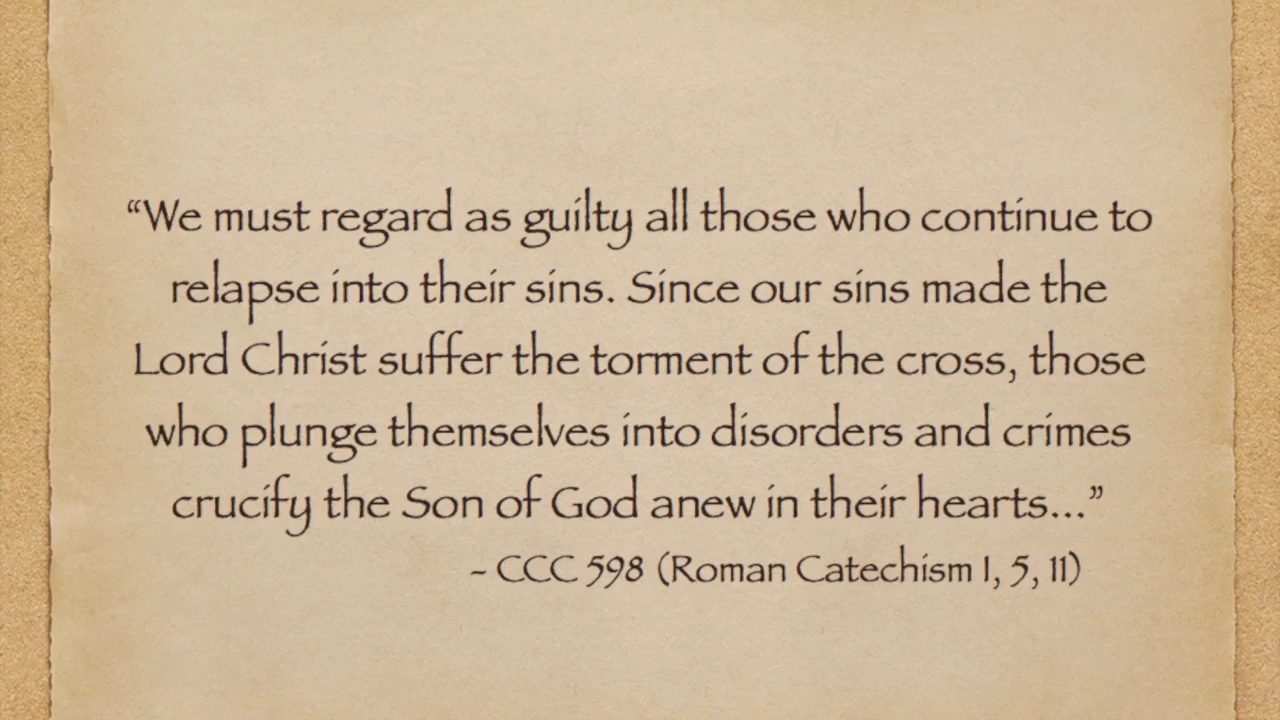 “We must regard as guilty all those who continue to
relapse into their sins. Since our sins made the
Lord Christ suffer the torment of the cross, those
who plunge themselves into disorders and crimes
crucify the Son of God anew in their hearts...”
- CCC 598 (Roman Catechism I, 5, 11)